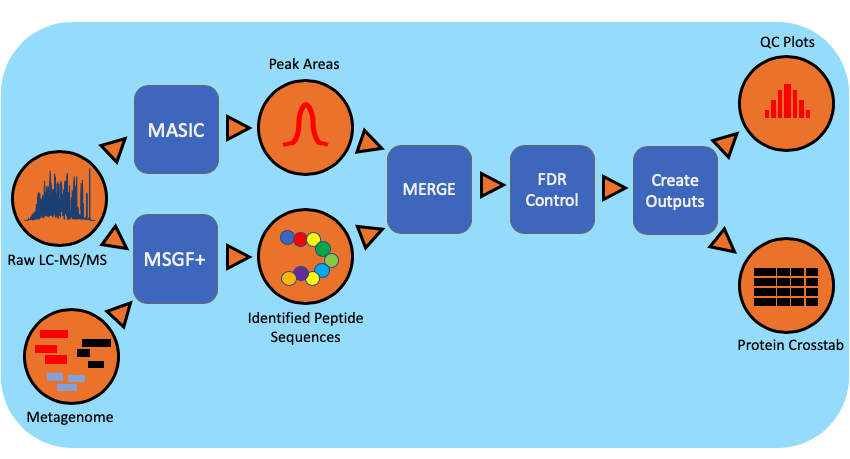 QC Plots
Peak Areas
MASIC
MERGE
FDR
Control
Create
Outputs
Raw LC-MS/MS
MSGF+
Identified Peptide
Sequences
Protein Crosstab
Metagenome